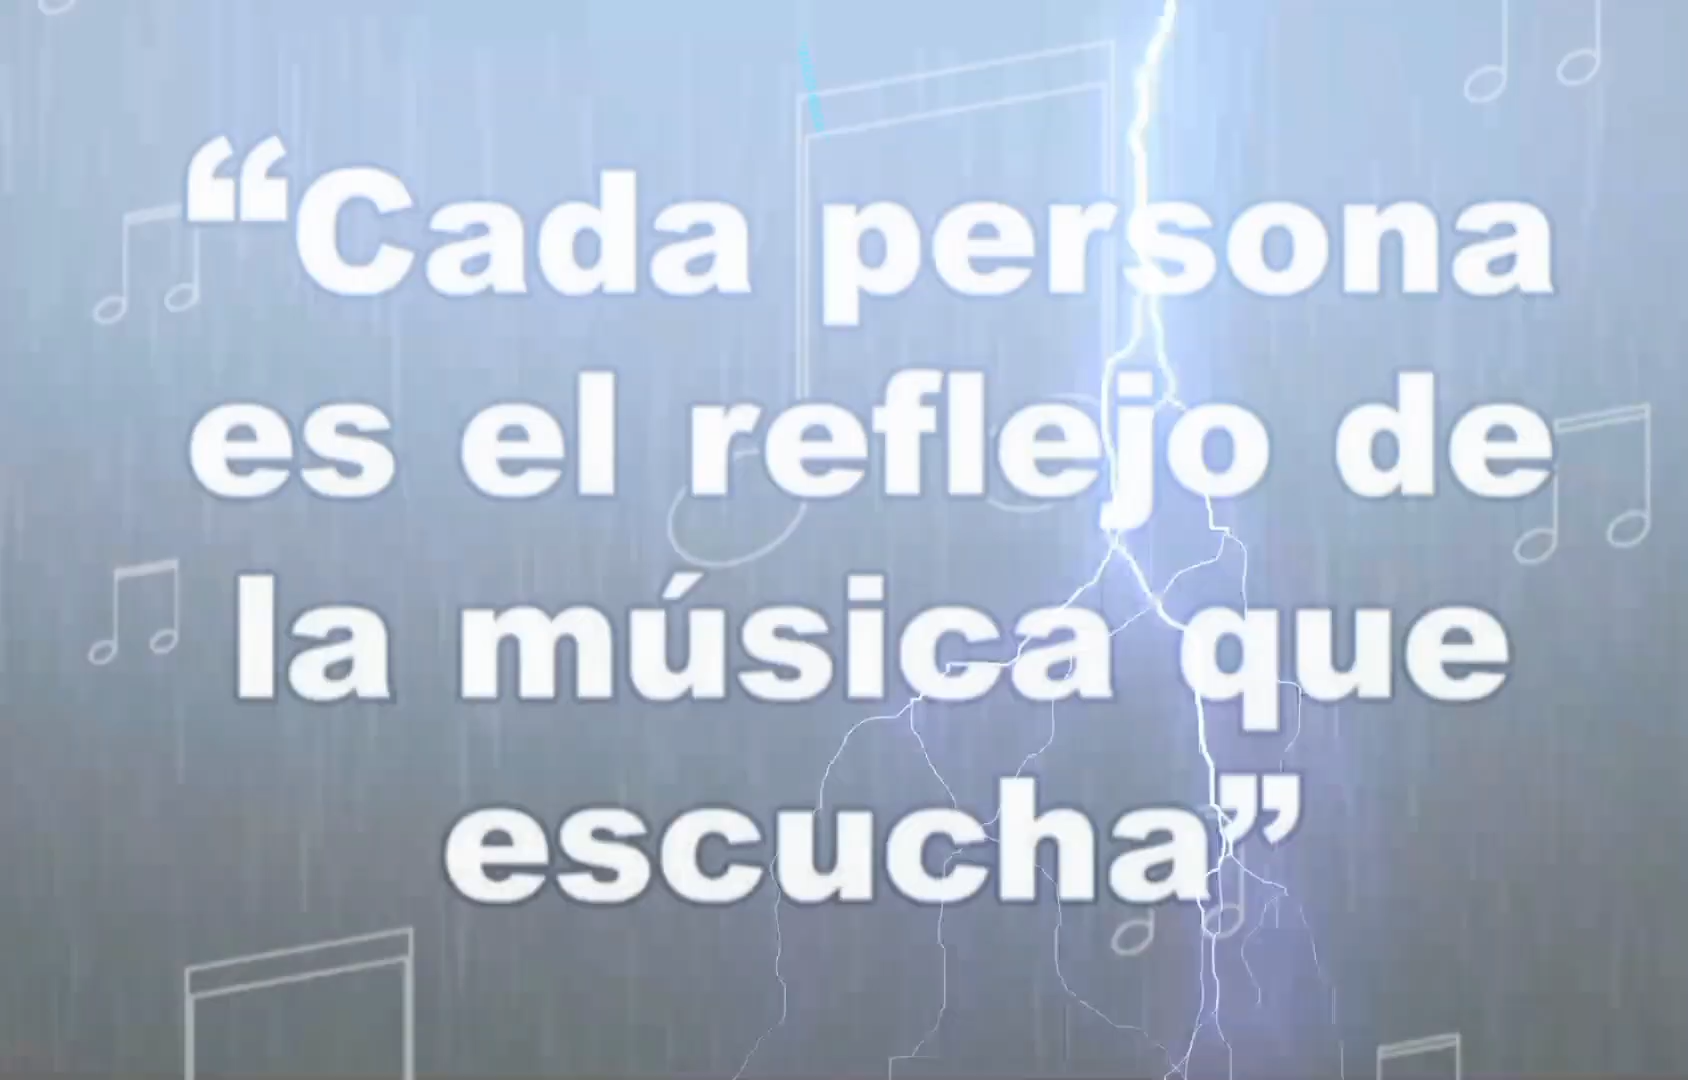 “Cada persona
es el reflejo de
la música que
escucha”